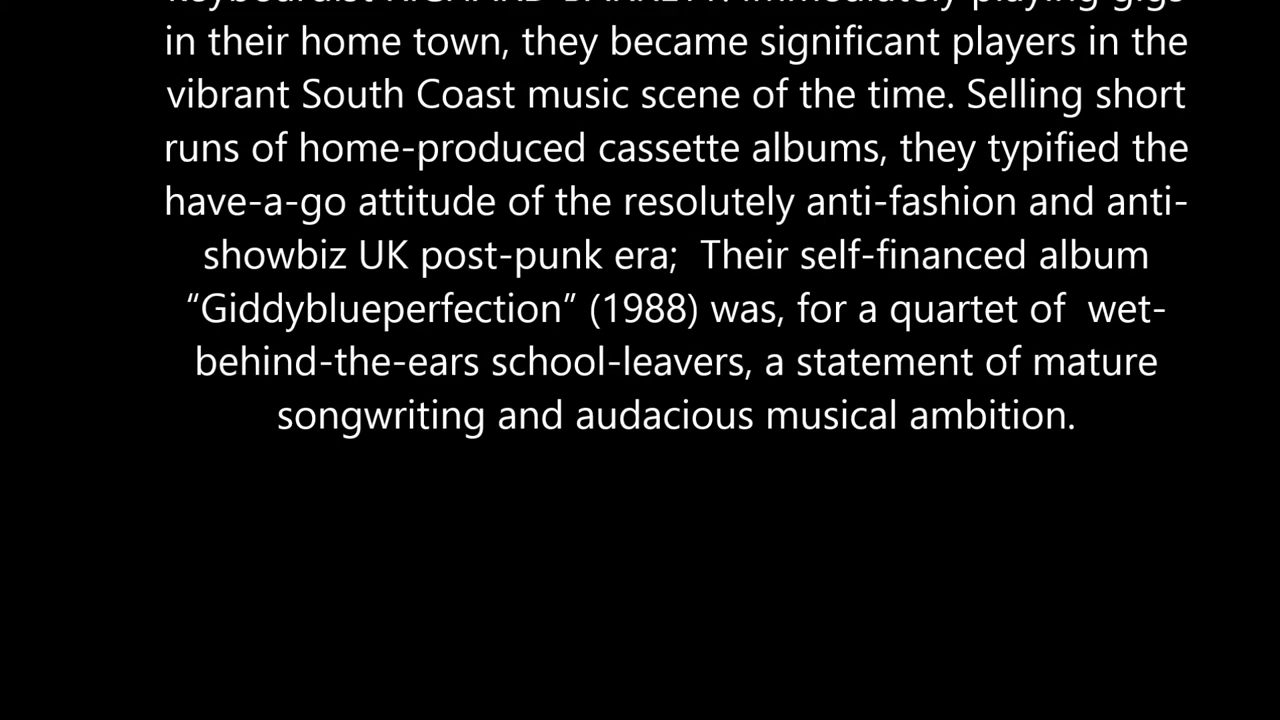 in their home town, they became significant players in the
vibrant South Coast music scene of the time. Selling short
runs of home-produced cassette albums, they typified the
have-a-go attitude of the resolutely anti-fashion and anti-
showbiz UK post-punk era;  Their self-financed album
“Giddyblueperfection” (1988) was, for a quartet of  wet-
behind-the-ears school-leavers, a statement of mature
songwriting and audacious musical ambition.